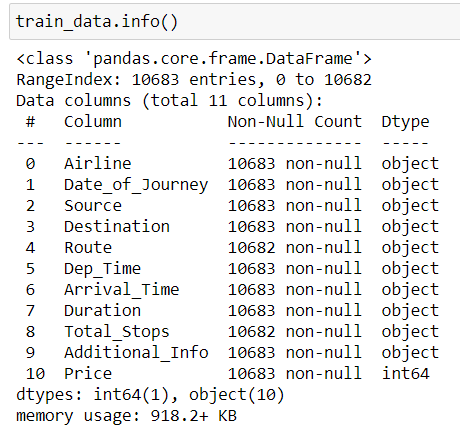 train_data.info()
<class 'pandas.core.frame.DataFrame'>
RangeIndex: 10683 entries, 0 to 10682
Data columns (total 11 columns):
 #   Column           Non-Null Count  Dtype
---  ------           --------------  -----
 0   Airline          10683 non-null  object
 1   Date_of_Journey  10683 non-null  object
 2   Source           10683 non-null  object
 3   Destination      10683 non-null  object
 4   Route            10682 non-null  object
 5   Dep_Time         10683 non-null  object
 6   Arrival_Time     10683 non-null  object
 7   Duration         10683 non-null  object
 8   Total_Stops      10682 non-null  object
 9   Additional_Info  10683 non-null  object
 10  Price            10683 non-null  int64
dtypes: int64(1), object(10)
memory usage: 918.2+ KB